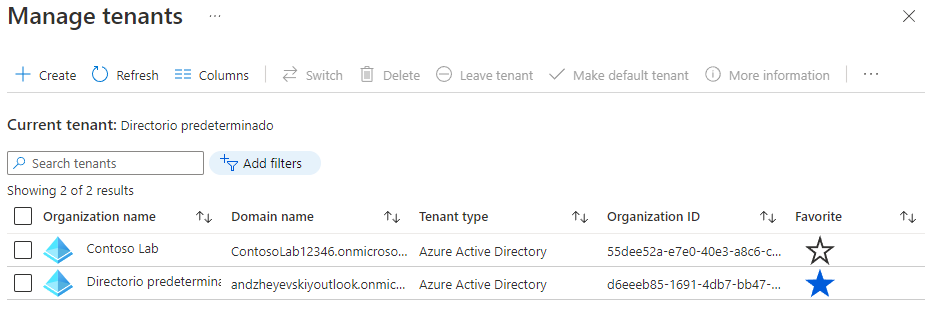 Manage tenants ...
Create Refresh Columns Switch Delete Leave tenant Make default tenant More information ...
Current tenant: Directorio predeterminado
Search tenants Add filters
Showing 2 of 2 results
Organization name Domain name Tenant type Organization ID Favorite
Contoso Lab ContosoLab12346.onmicroso... Azure Active Directory 55dee52a-e7e0-40e3-a8c6-c...
Directorio predetermina andzheyevskiyoutlook.onmic... Azure Active Directory d6eeeb85-1691-4db7-bb47-...